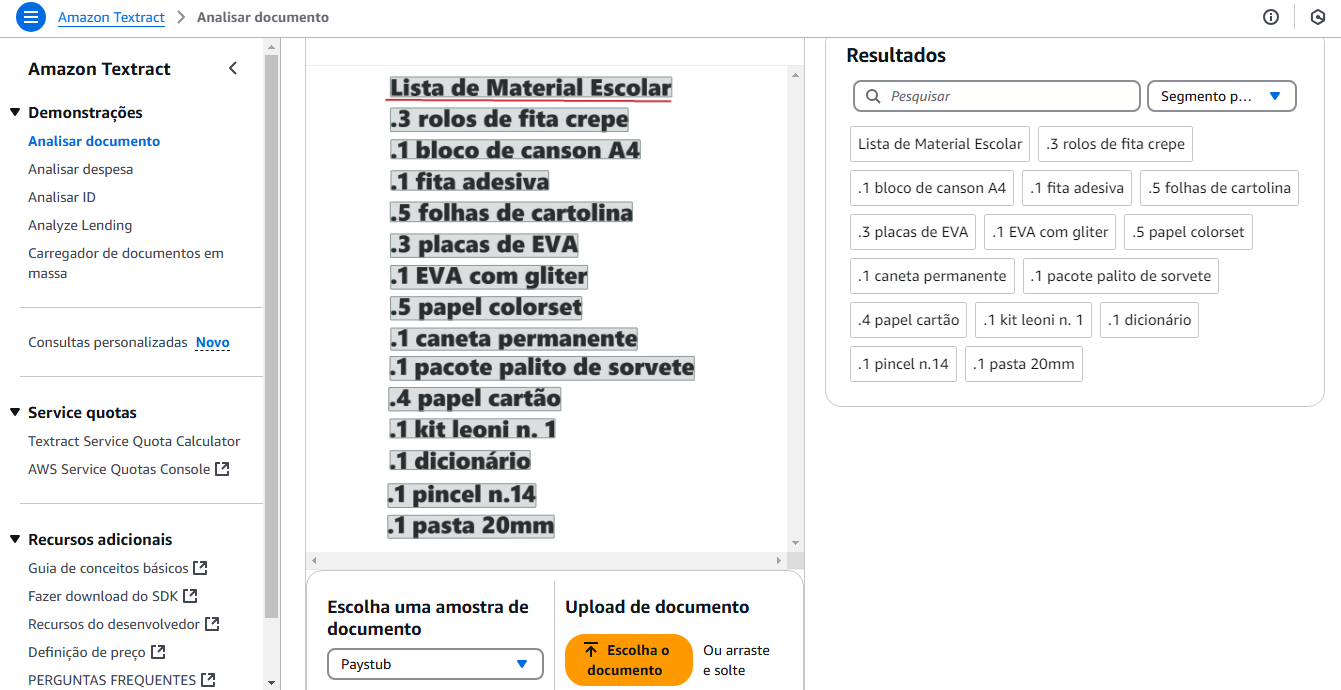 Amazon Textract
Analisar documento
Amazon Textract
Demonstrações
Analisar documento
Analisar despesa
Analisar ID
Analyze Lending
Carregador de documentos em
massa
Consultas personalizadas Novo
Service quotas
Textract Service Quota Calculator
AWS Service Quotas Console
Recursos adicionais
Guia de conceitos básicos
Fazer download do SDK
Recursos do desenvolvedor
Definição de preço
PERGUNTAS FREQUENTES
Lista de Material Escolar
.3 rolos de fita crepe
.1 bloco de canson A4
.1 fita adesiva
.5 folhas de cartolina
.3 placas de EVA
.1 EVA com gliter
.5 papel colorset
.1 caneta permanente
.1 pacote palito de sorvete
.4 papel cartão
.1 kit leoni n. 1
.1 dicionário
.1 pincel n.14
.1 pasta 20mm
Escolha uma amostra de
documento
Paystub
Upload de documento
Escolha o
documento
Ou arraste
e solte
Resultados
Pesquisar
Segmento p...
Lista de Material Escolar .3 rolos de fita crepe
.1 bloco de canson A4 .1 fita adesiva .5 folhas de cartolina
.3 placas de EVA .1 EVA com gliter .5 papel colorset
.1 caneta permanente .1 pacote palito de sorvete
.4 papel cartão .1 kit leoni n. 1 .1 dicionário
.1 pincel n.14 .1 pasta 20mm